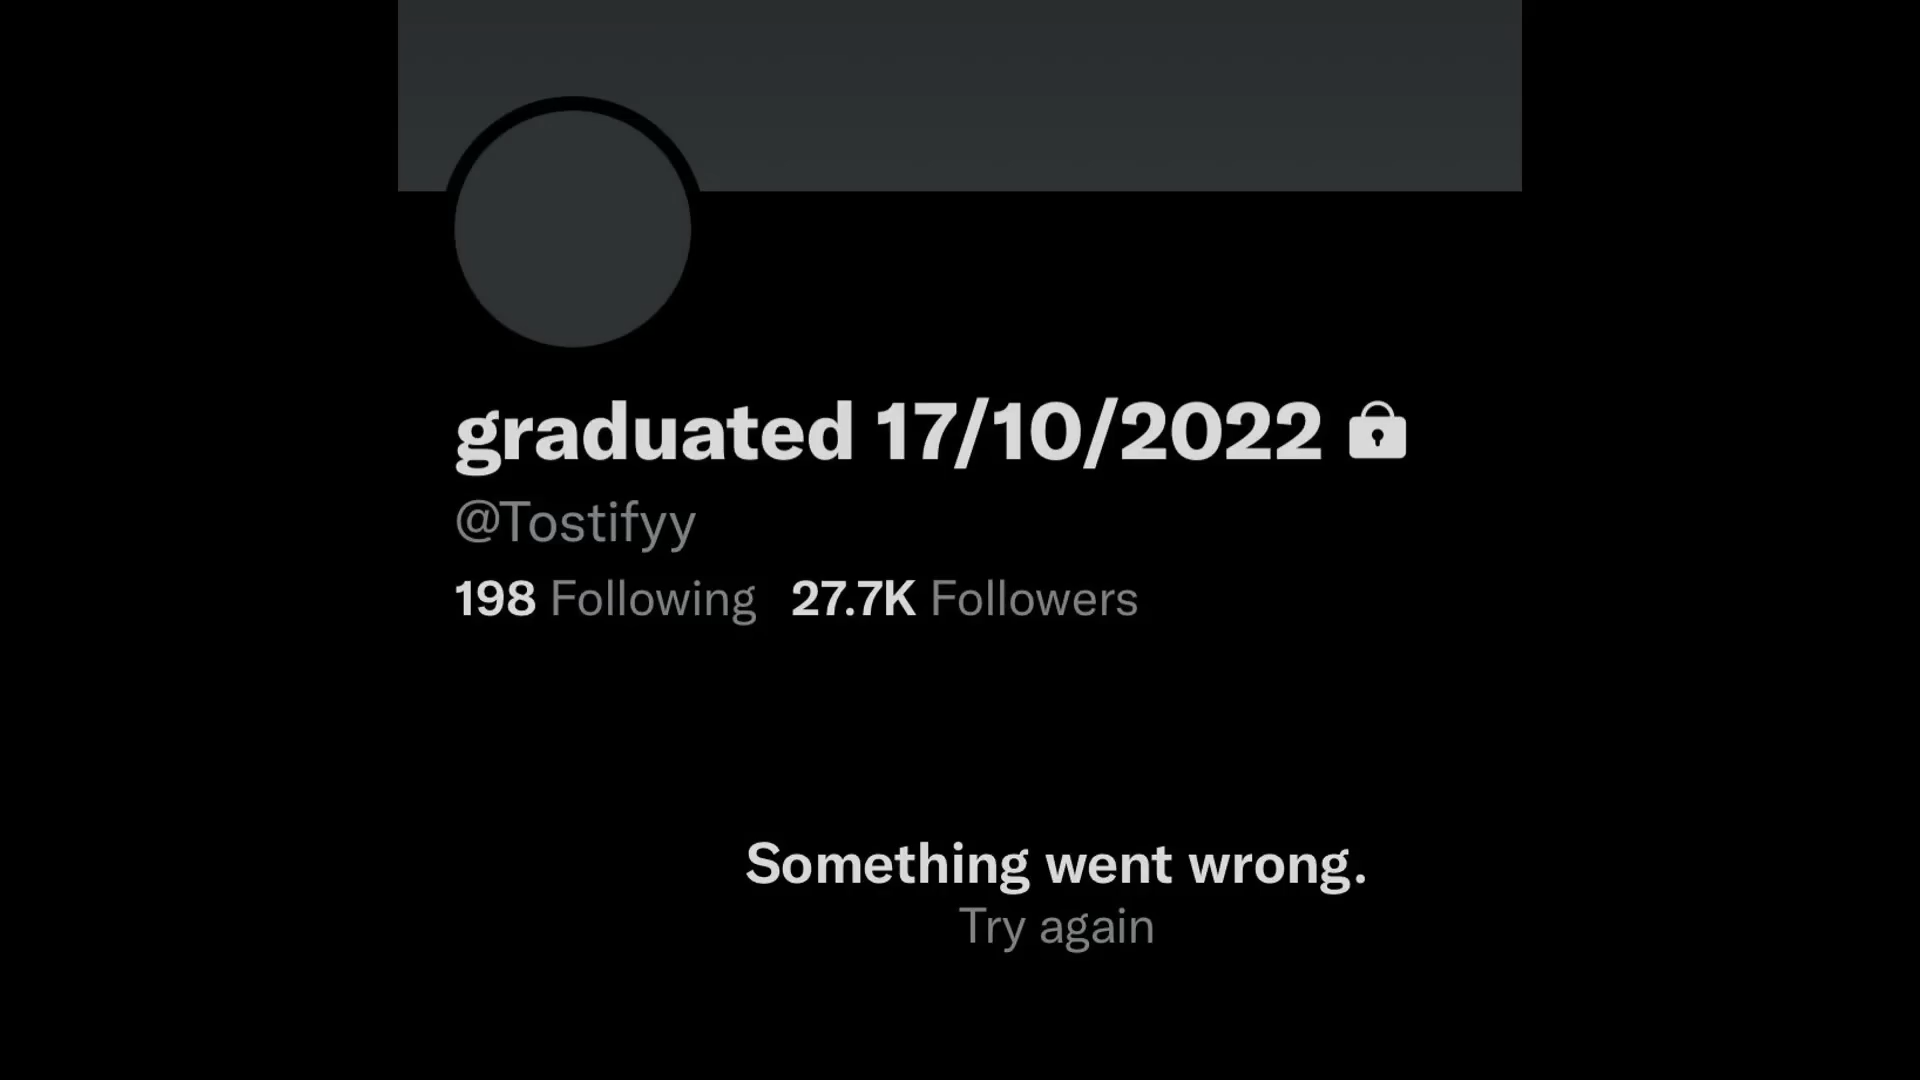 graduated 17/10/2022
@Tostifyy
198 Following 27.7K Followers
Something went wrong.
Try again